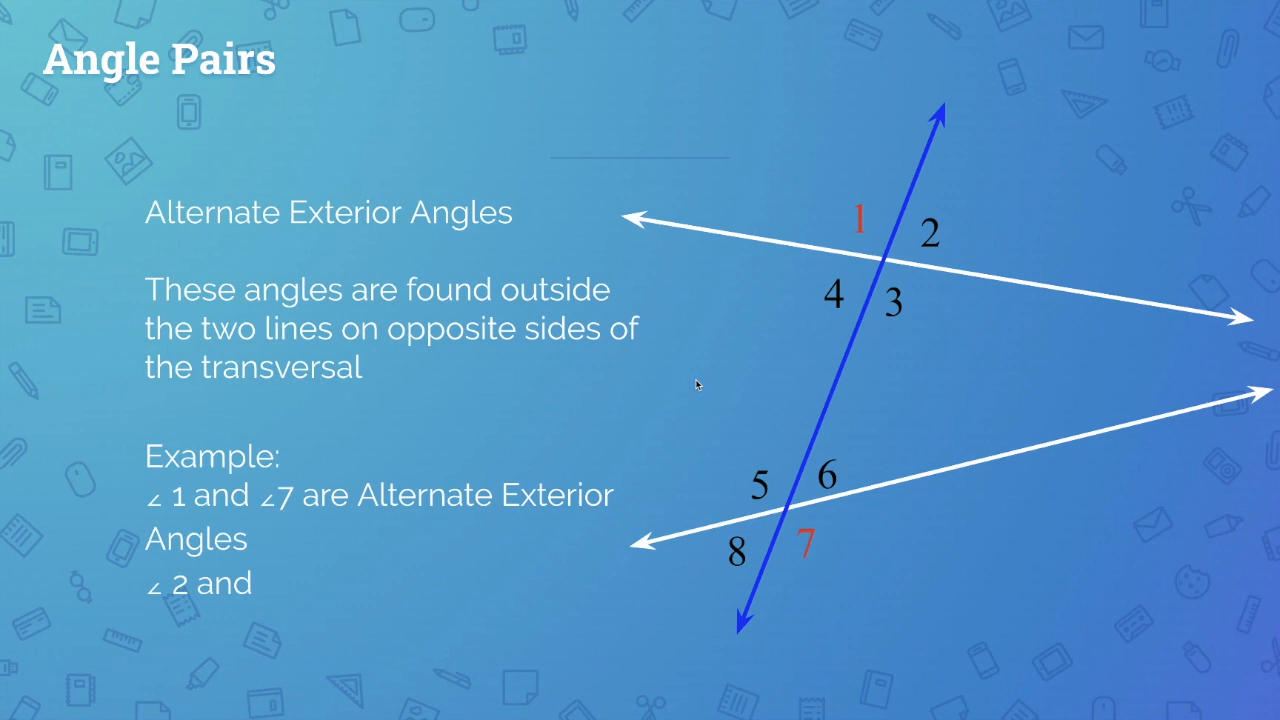 Angle Pairs
Alternate Exterior Angles
These angles are found outside
the two lines on opposite sides of
the transversal
Example:
∠ 1 and ∠7 are Alternate Exterior
Angles
∠ 2 and
1
2
4
3
5
6
8
7